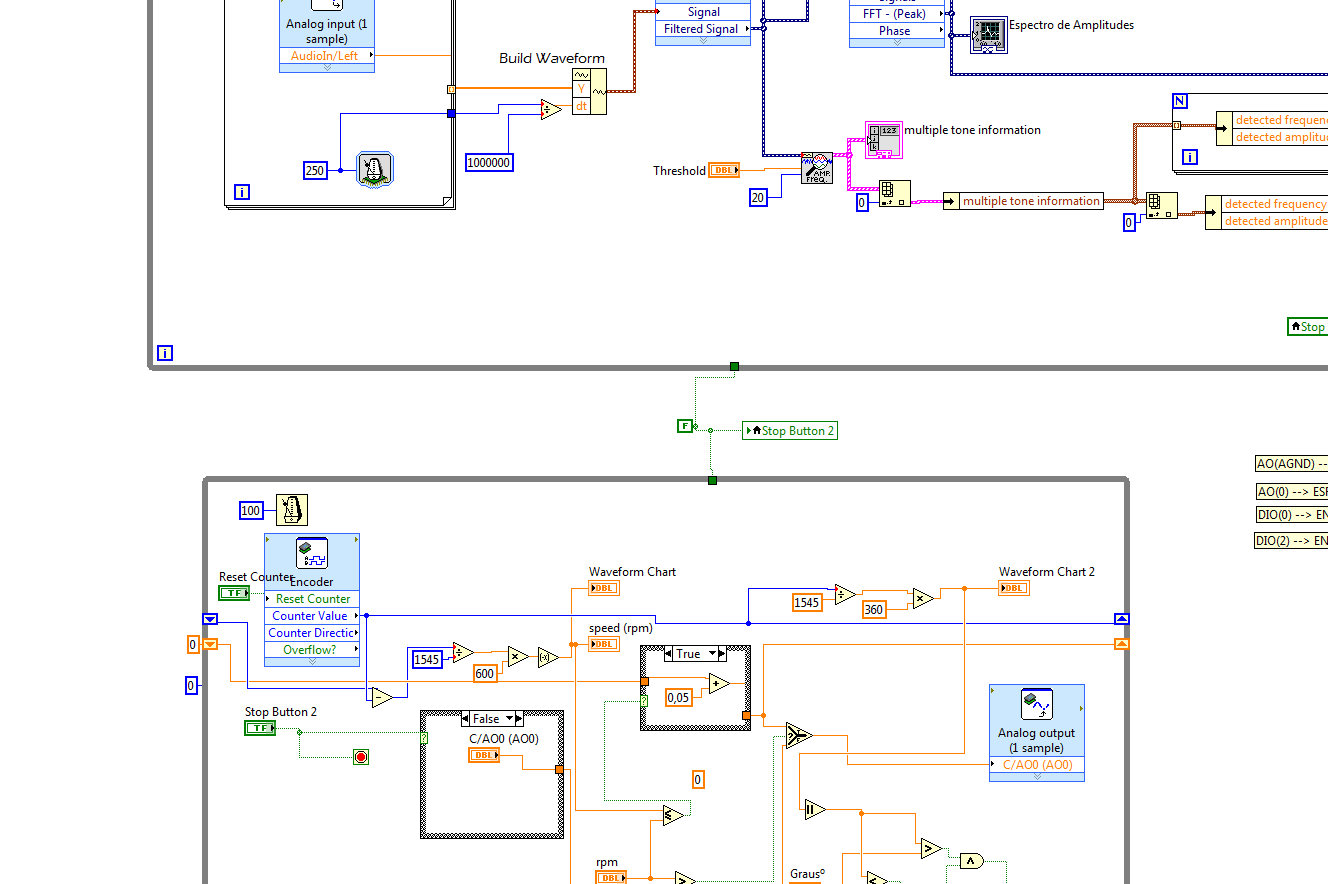 Signal
FFT - (Peak)
Espectro de Amplitudes
Analog input (1
sample)
Filtered Signal
Phase
AudioIn/Left
Build Waveform
Y
dt
N
detected frequenc
detected amplitu
multiple tone information
1000000
250
Threshold
DBL
AMP
FREQ.
20
i
i
0
multiple tone information
0
detected frequency
detected amplitude
Stop
i
F
Stop Button 2
AO(AGND) --
AO(0) --> ESF
DIO(0) --> EN
DIO(2) --> EN
100
Reset Counter
TF
Encoder
Reset Counter
Counter Value
Counter Directic
Overflow?
Waveform Chart
DBL
Waveform Chart 2
DBL
1545
360
speed (rpm)
DBL
0
1545
600
True
0,05
0
Stop Button 2
TF
False
C/AO0 (AO0)
DBL
Analog output
(1 sample)
C/AO0 (AO0)
0
rpm
DBL
Grausº